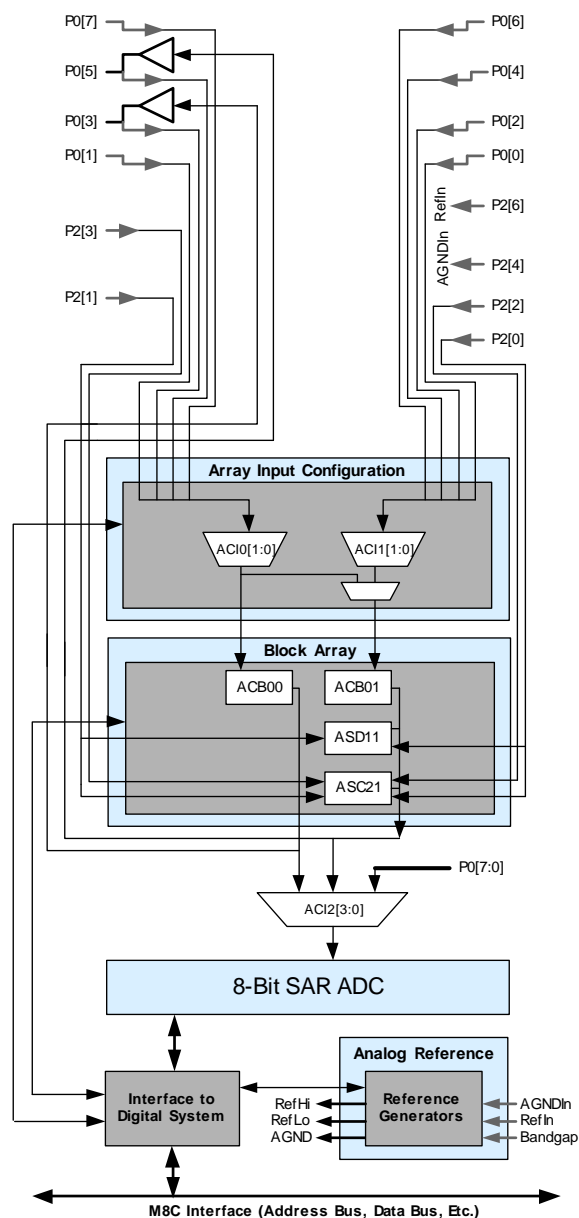 P0[7]
P0[6]
P0[5]
P0[4]
P0[3]
P0[2]
P0[1]
P0[0]
RefIn
AGNDIn
P2[6]
P2[3]
P2[4]
P2[1]
P2[2]
P2[0]
Array Input Configuration
ACI0[1:0]
ACI1[1:0]
Block Array
ACB00
ACB01
ASD11
ASC21
P0[7:0]
ACI2[3:0]
8-Bit SAR ADC
Analog Reference
Interface to
Digital System
RefHi
RefLo
AGND
Reference
Generators
AGNDIn
RefIn
Bandgap
M8C Interface (Address Bus, Data Bus, Etc.)